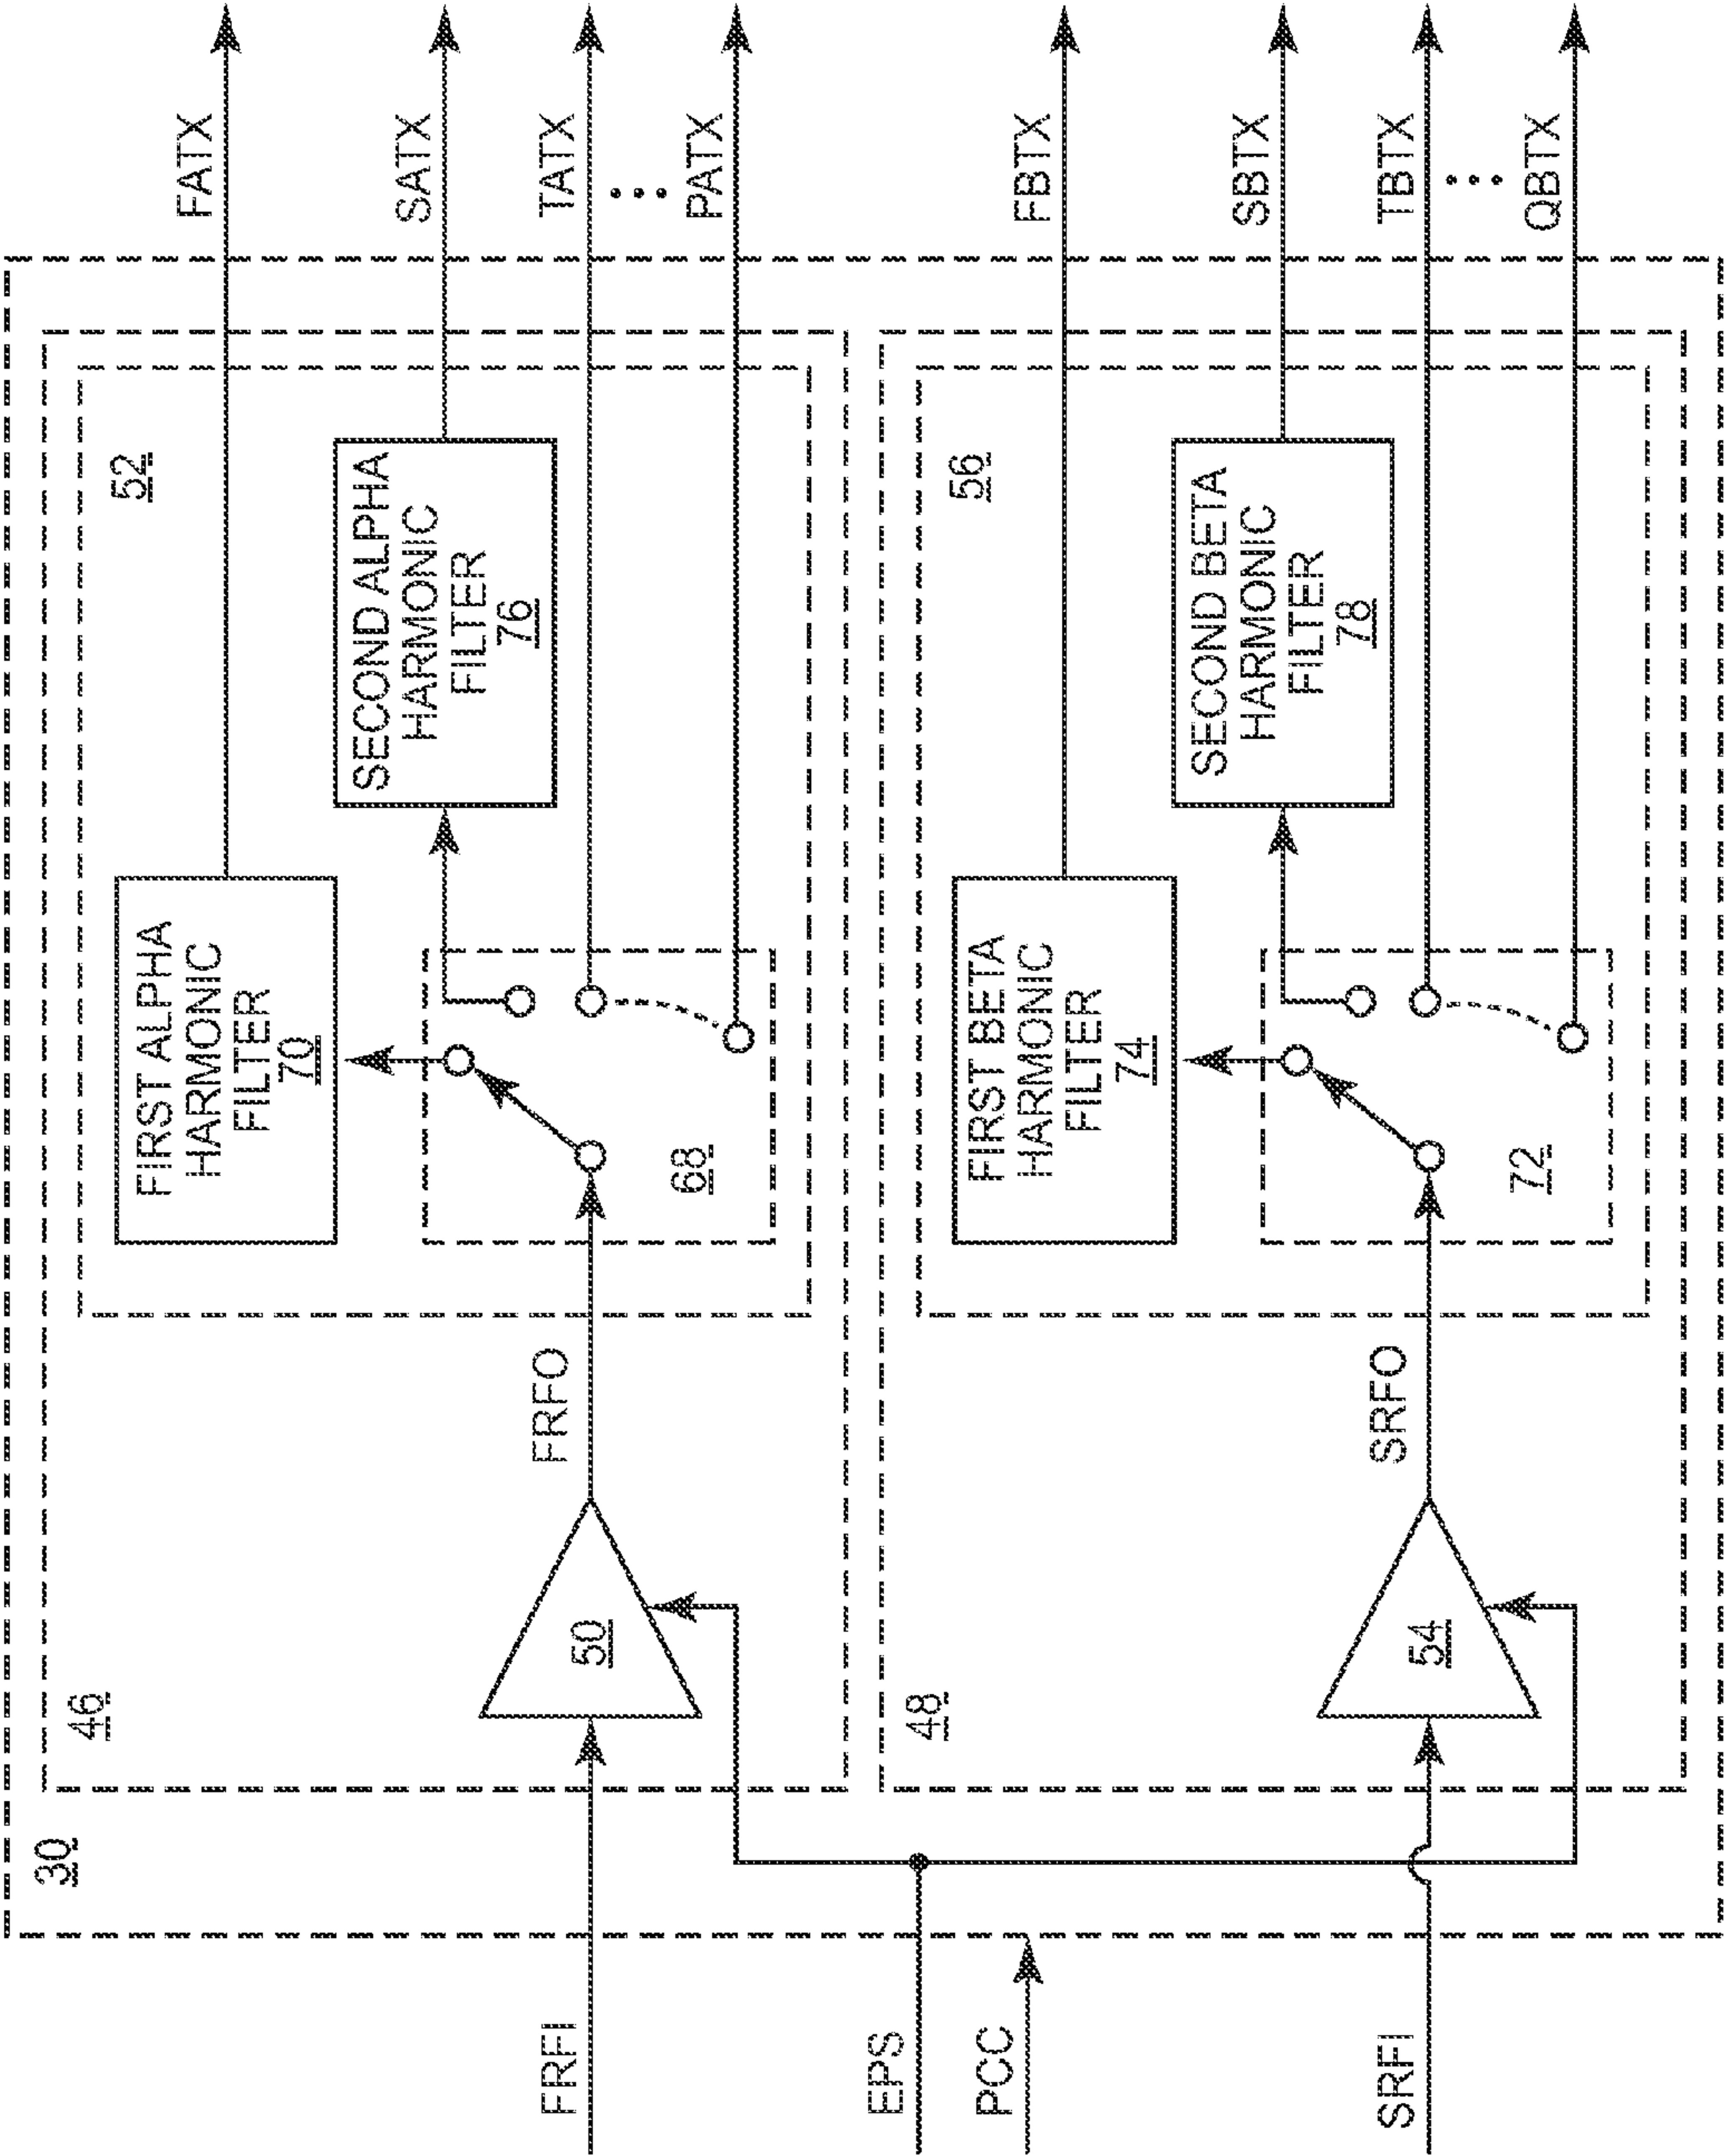 30
46
52
FIRST ALPHA
HARMONIC
FILTER
70
FATX
SECOND ALPHA
HARMONIC
FILTER
76
SATX
TATX
PATX
FRFI
50
FRFO
68
EPS
PCC
48
56
FIRST BETA
HARMONIC
FILTER
74
FBTX
SECOND BETA
HARMONIC
FILTER
78
SBTX
TBTX
QBTX
SRFI
54
SRFO
72